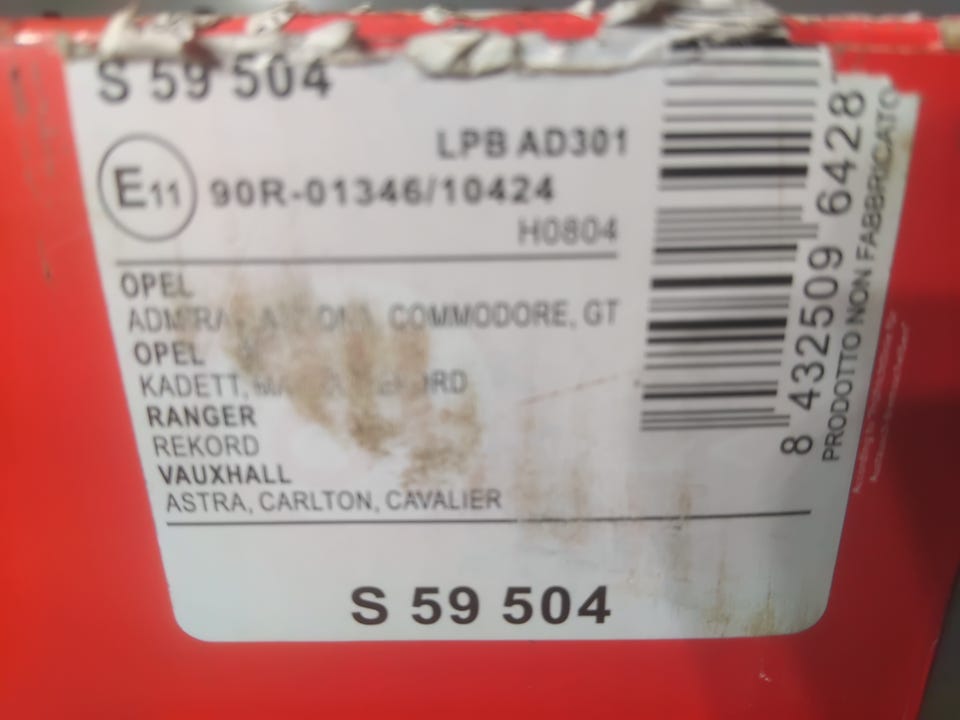 S 59 504
LPB AD301
E11 90R-01346/10424
H0804
OPEL
COMMODORE, GT
OPEL
KADETT,
RANGER
REKORD
VAUXHALL
ASTRA, CARLTON, CAVALIER
S 59 504
8 432509 6428
PRODOTTO NON FABBRICATO